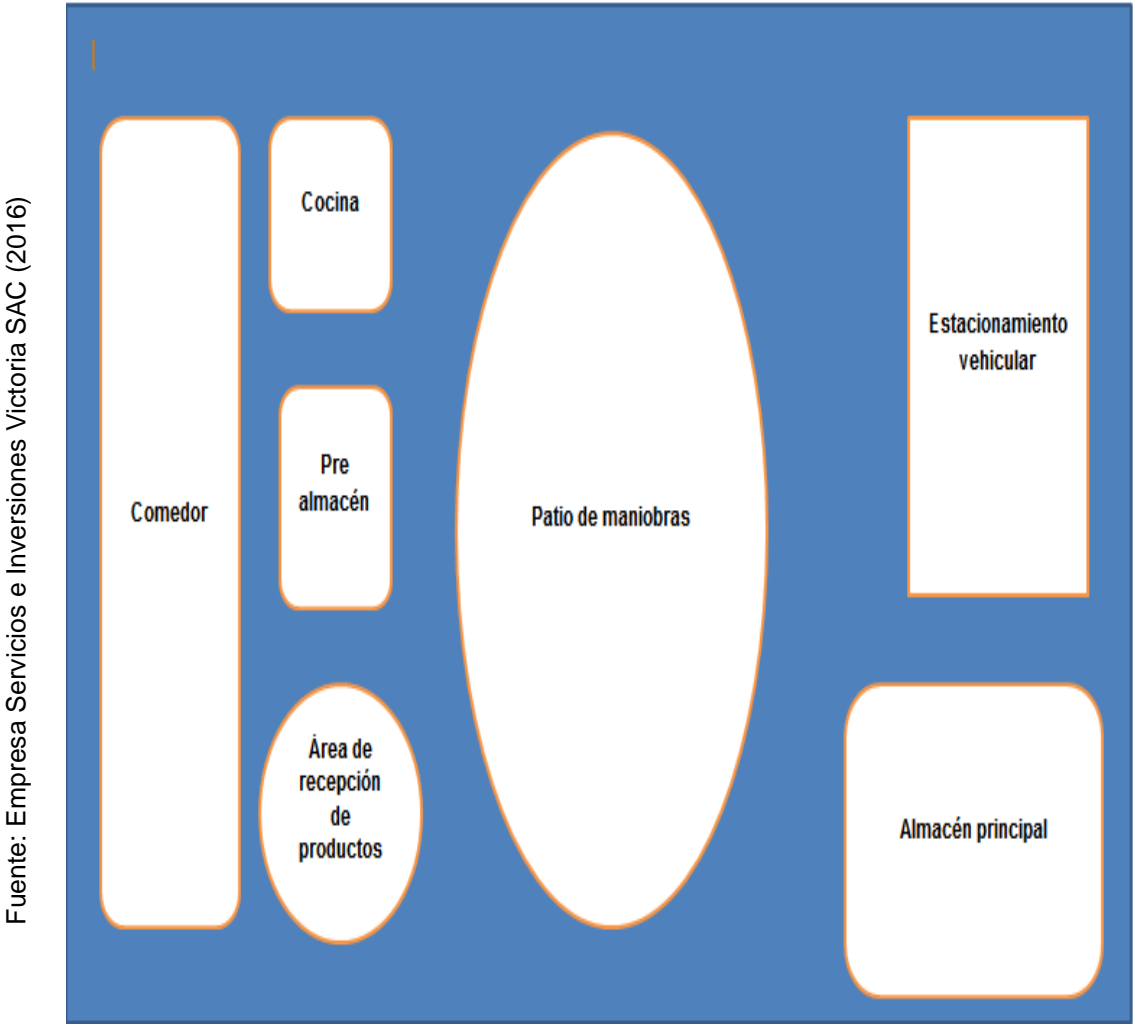 Fuente: Empresa Servicios e Inversiones Victoria SAC (2016)
Comedor
Cocina
Pre
almacén
Área de
recepción
de
productos
Patio de maniobras
Estacionamiento
vehicular
Almacén principal